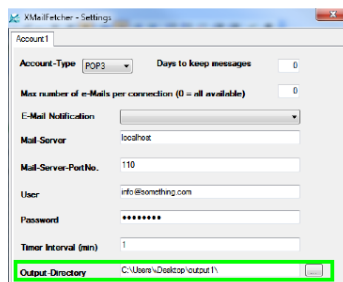 XMailFetcher - Settings
Account1
Account-Type POP3 Days to keep messages 0
Max number of e-Mails per connection (0 = all available) 0
E-Mail Notification
Mail-Server localhost
Mail-Server-PortNo. 110
User info@something.com
Password ••••••••
Timer Interval (min) 1
Output-Directory C:\Users\Desktop\output1\ ...